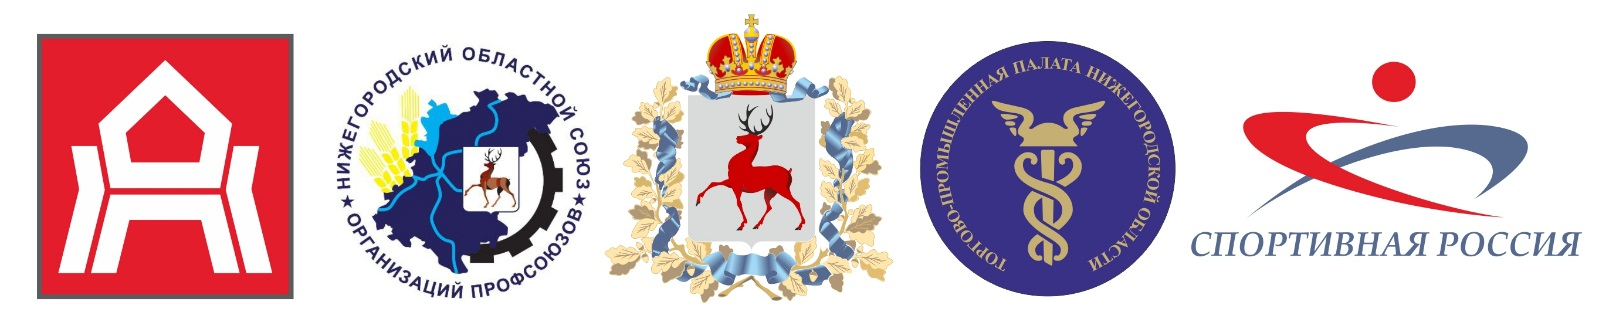 НИЖЕГОРОДСКИЙ ОБЛАСТНОЙ СОЮЗ
ОРГАНИЗАЦИЙ ПРОФСОЮЗОВ
ТОРГОВО-ПРОМЫШЛЕННАЯ ПАЛАТА НИЖЕГОРОДСКОЙ ОБЛАСТИ
СПОРТИВНАЯ РОССИЯ